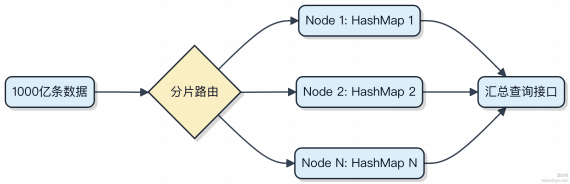 Node 1: HashMap 1
1000亿条数据
分片路由
Node 2: HashMap 2
汇总查询接口
Node N: HashMap N